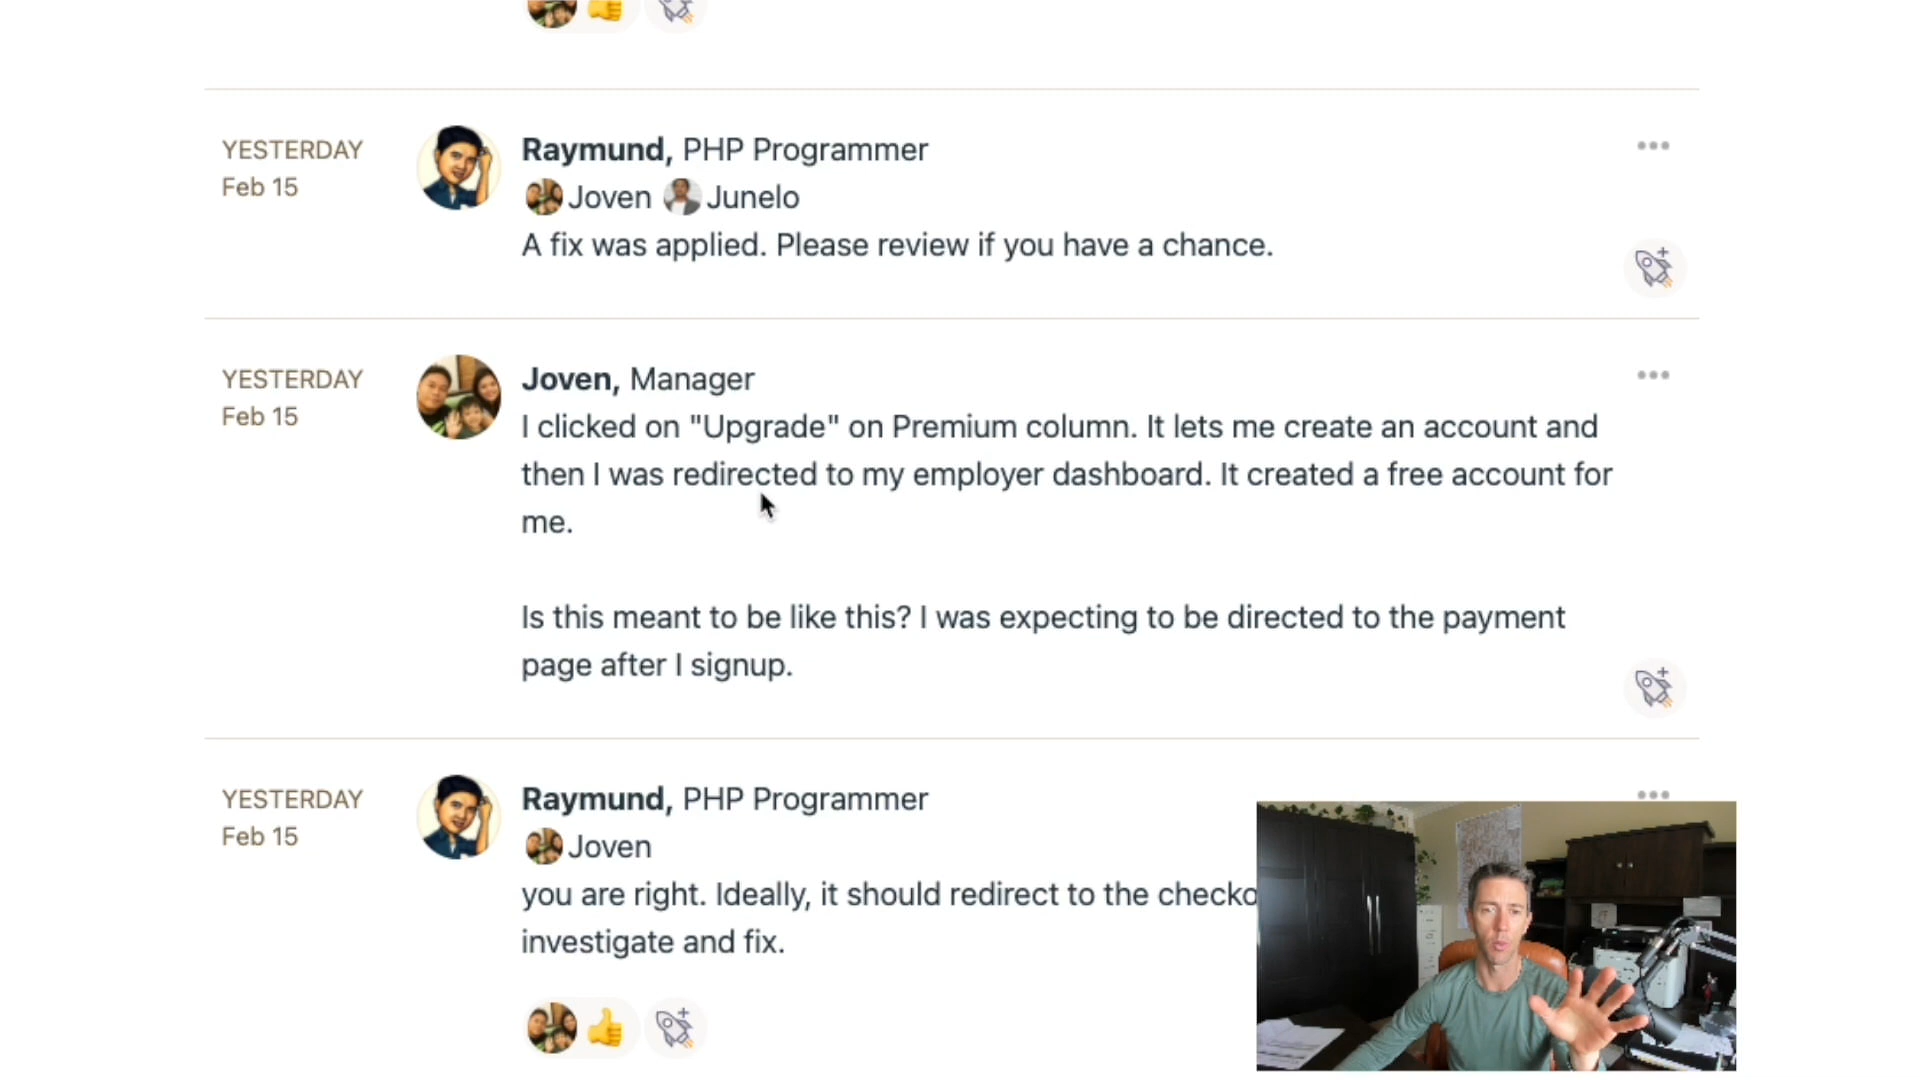 YESTERDAY
Feb 15
Raymund, PHP Programmer
Joven Junelo
A fix was applied. Please review if you have a chance.
YESTERDAY
Feb 15
Joven, Manager
I clicked on "Upgrade" on Premium column. It lets me create an account and
then I was redirected to my employer dashboard. It created a free account for
me.
Is this meant to be like this? I was expecting to be directed to the payment
page after I signup.
YESTERDAY
Feb 15
Raymund, PHP Programmer
Joven
you are right. Ideally, it should redirect to the checko
investigate and fix.